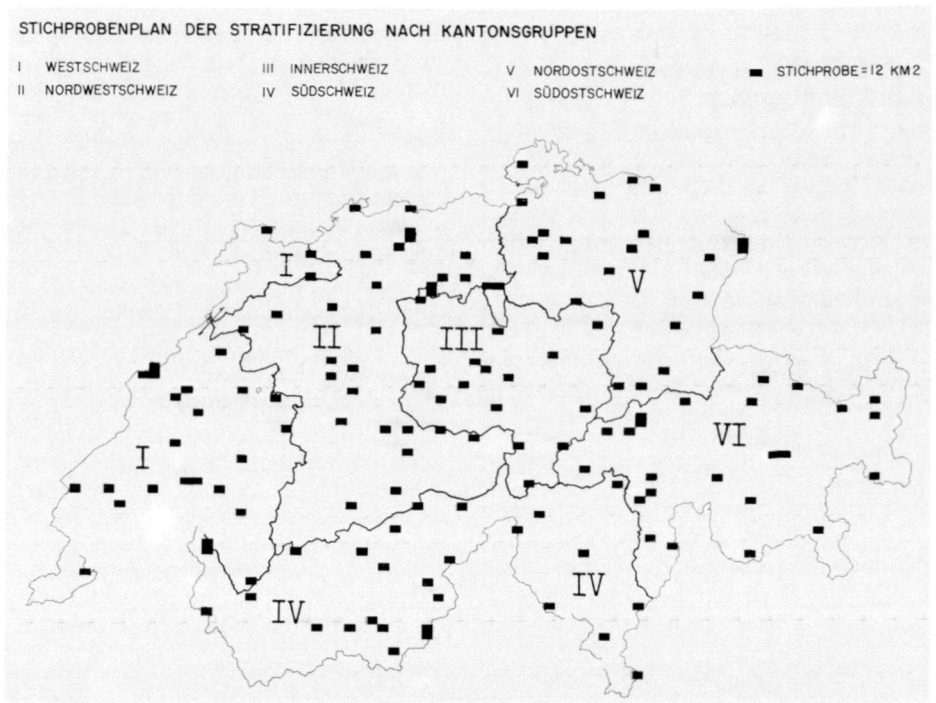 STICHPROBENPLAN DER STRATIFIZIERUNG NACH KANTONSGRUPPEN
I WESTSCHWEIZ III INNERSCHWEIZ V NORDOSTSCHWEIZ STICHPROBE=12 KM2
II NORDWESTSCHWEIZ IV SÜDSCHWEIZ VI SÜDOSTSCHWEIZ
I
V
II
III
VI
I
IV
IV